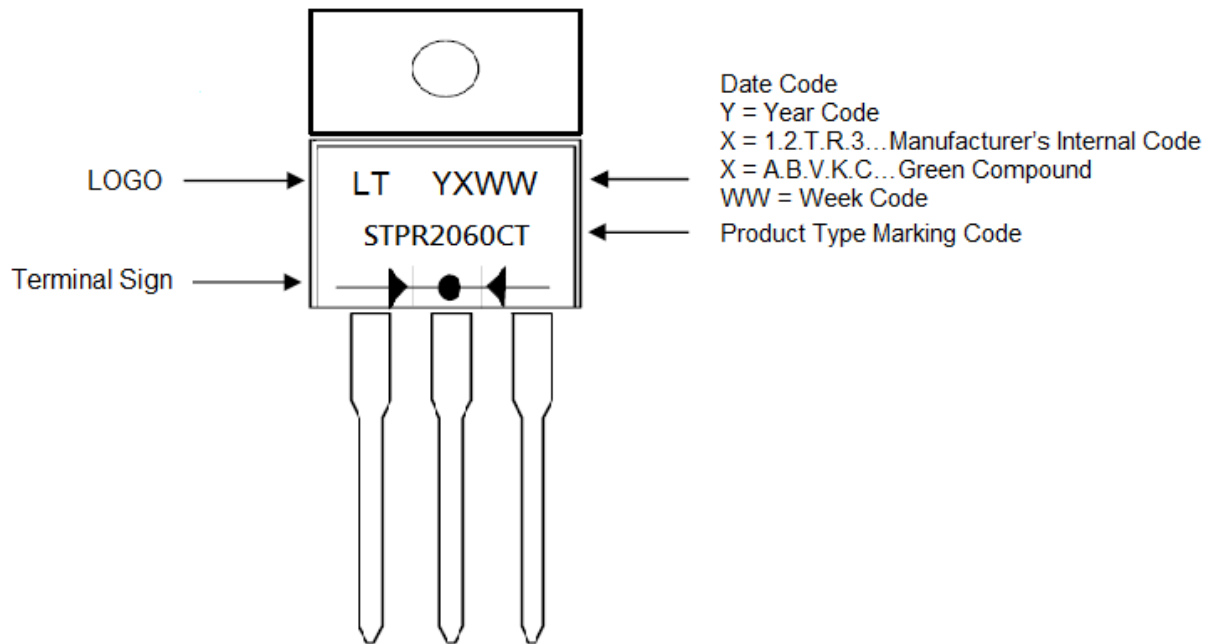 Date Code
Y = Year Code
X = 1.2.T.R.3...Manufacturer's Internal Code
X = A.B.V.K.C...Green Compound
WW = Week Code
LOGO
LT YXWW
STPR2060CT
Product Type Marking Code
Terminal Sign